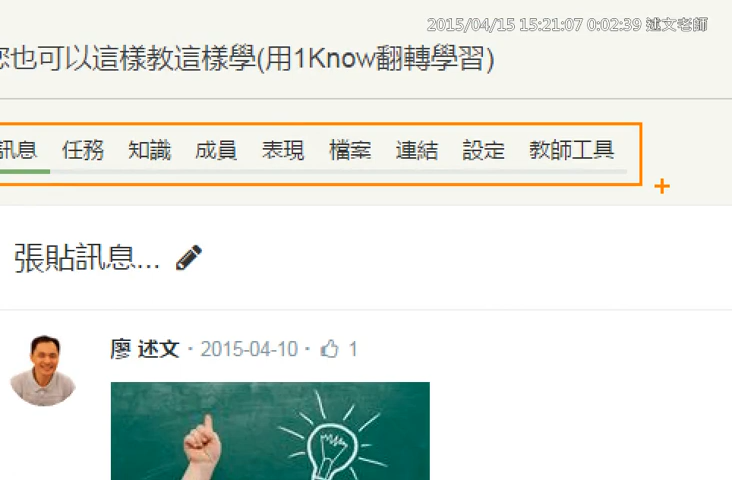 2015/04/15 15:21:07 0:02:39 述文老師
您也可以這樣教這樣學(用1Know翻轉學習)
訊息 任務 知識 成員 表現 檔案 連結 設定 教師工具
張貼訊息...
廖 述文 · 2015-04-10 · 1